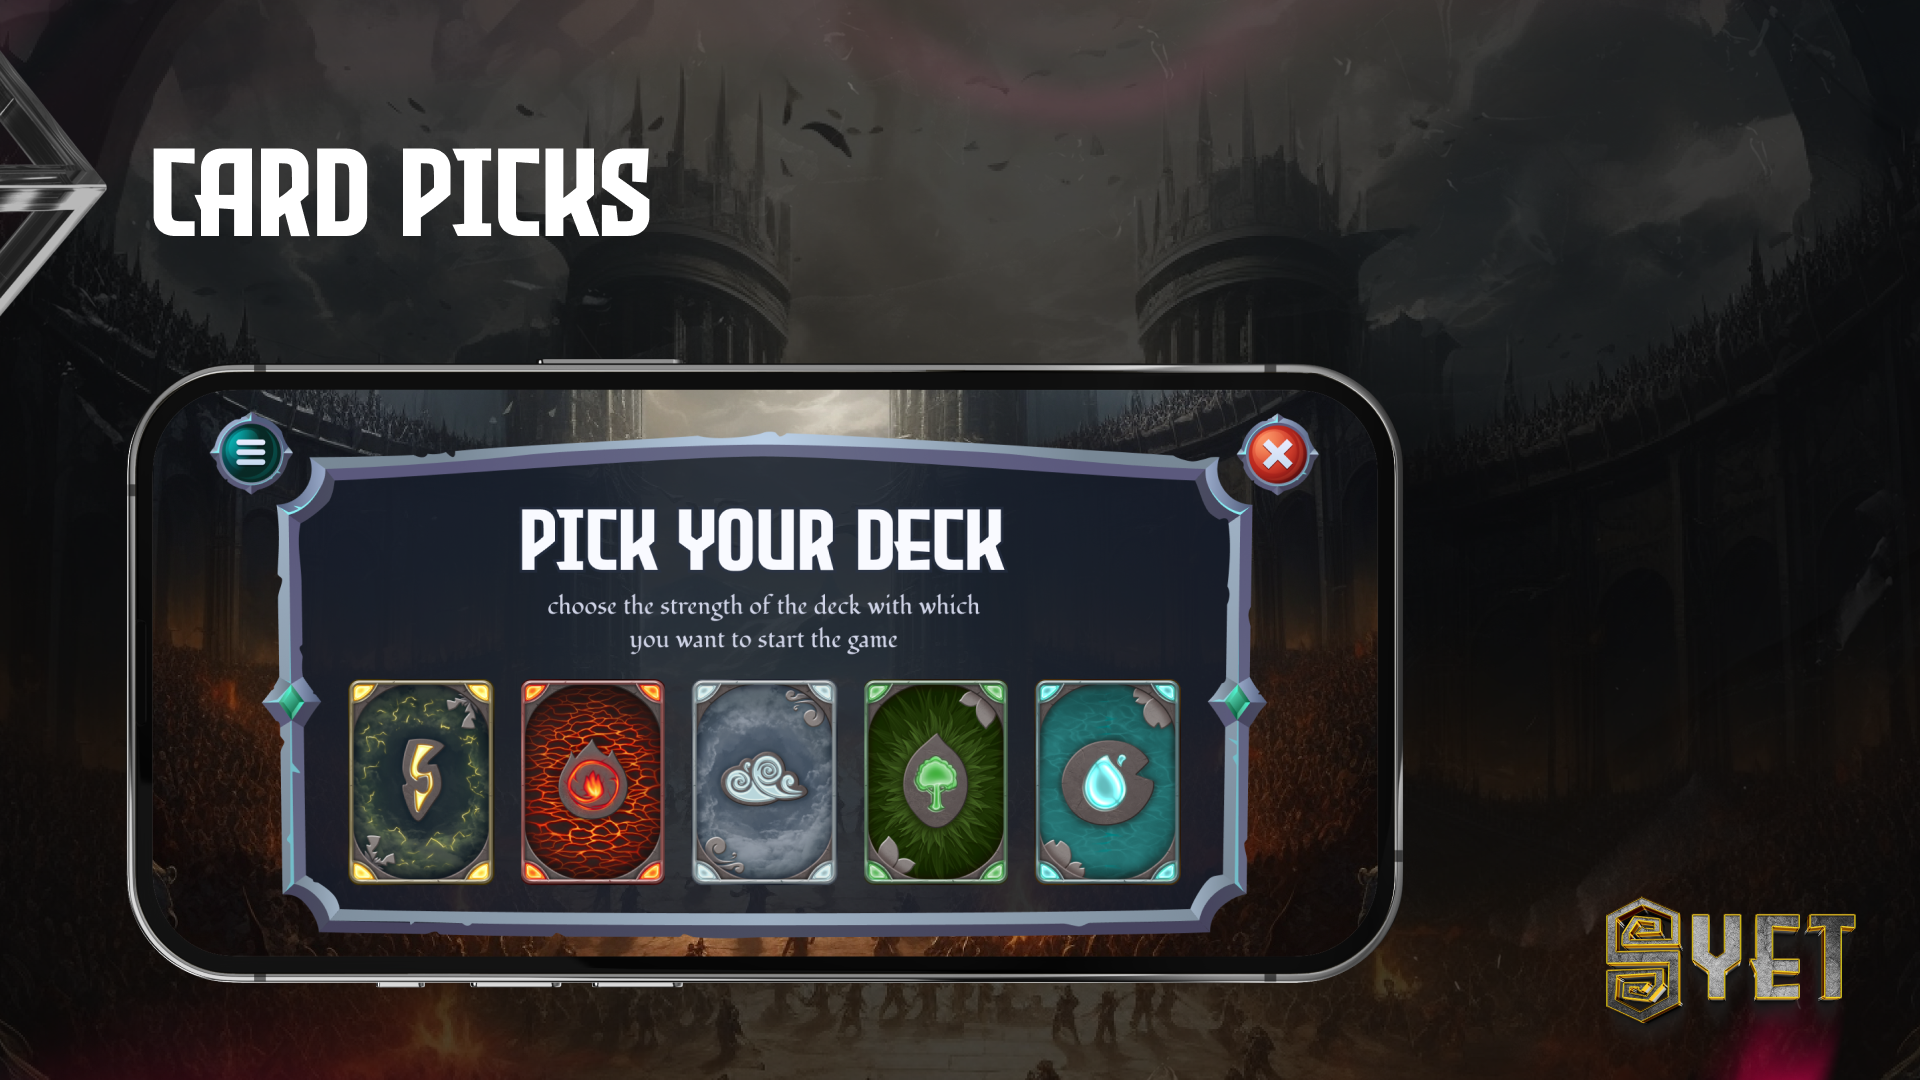 CARD PICKS
PICK YOUR DECK
choose the strength of the deck with which
you want to start the game
SYET